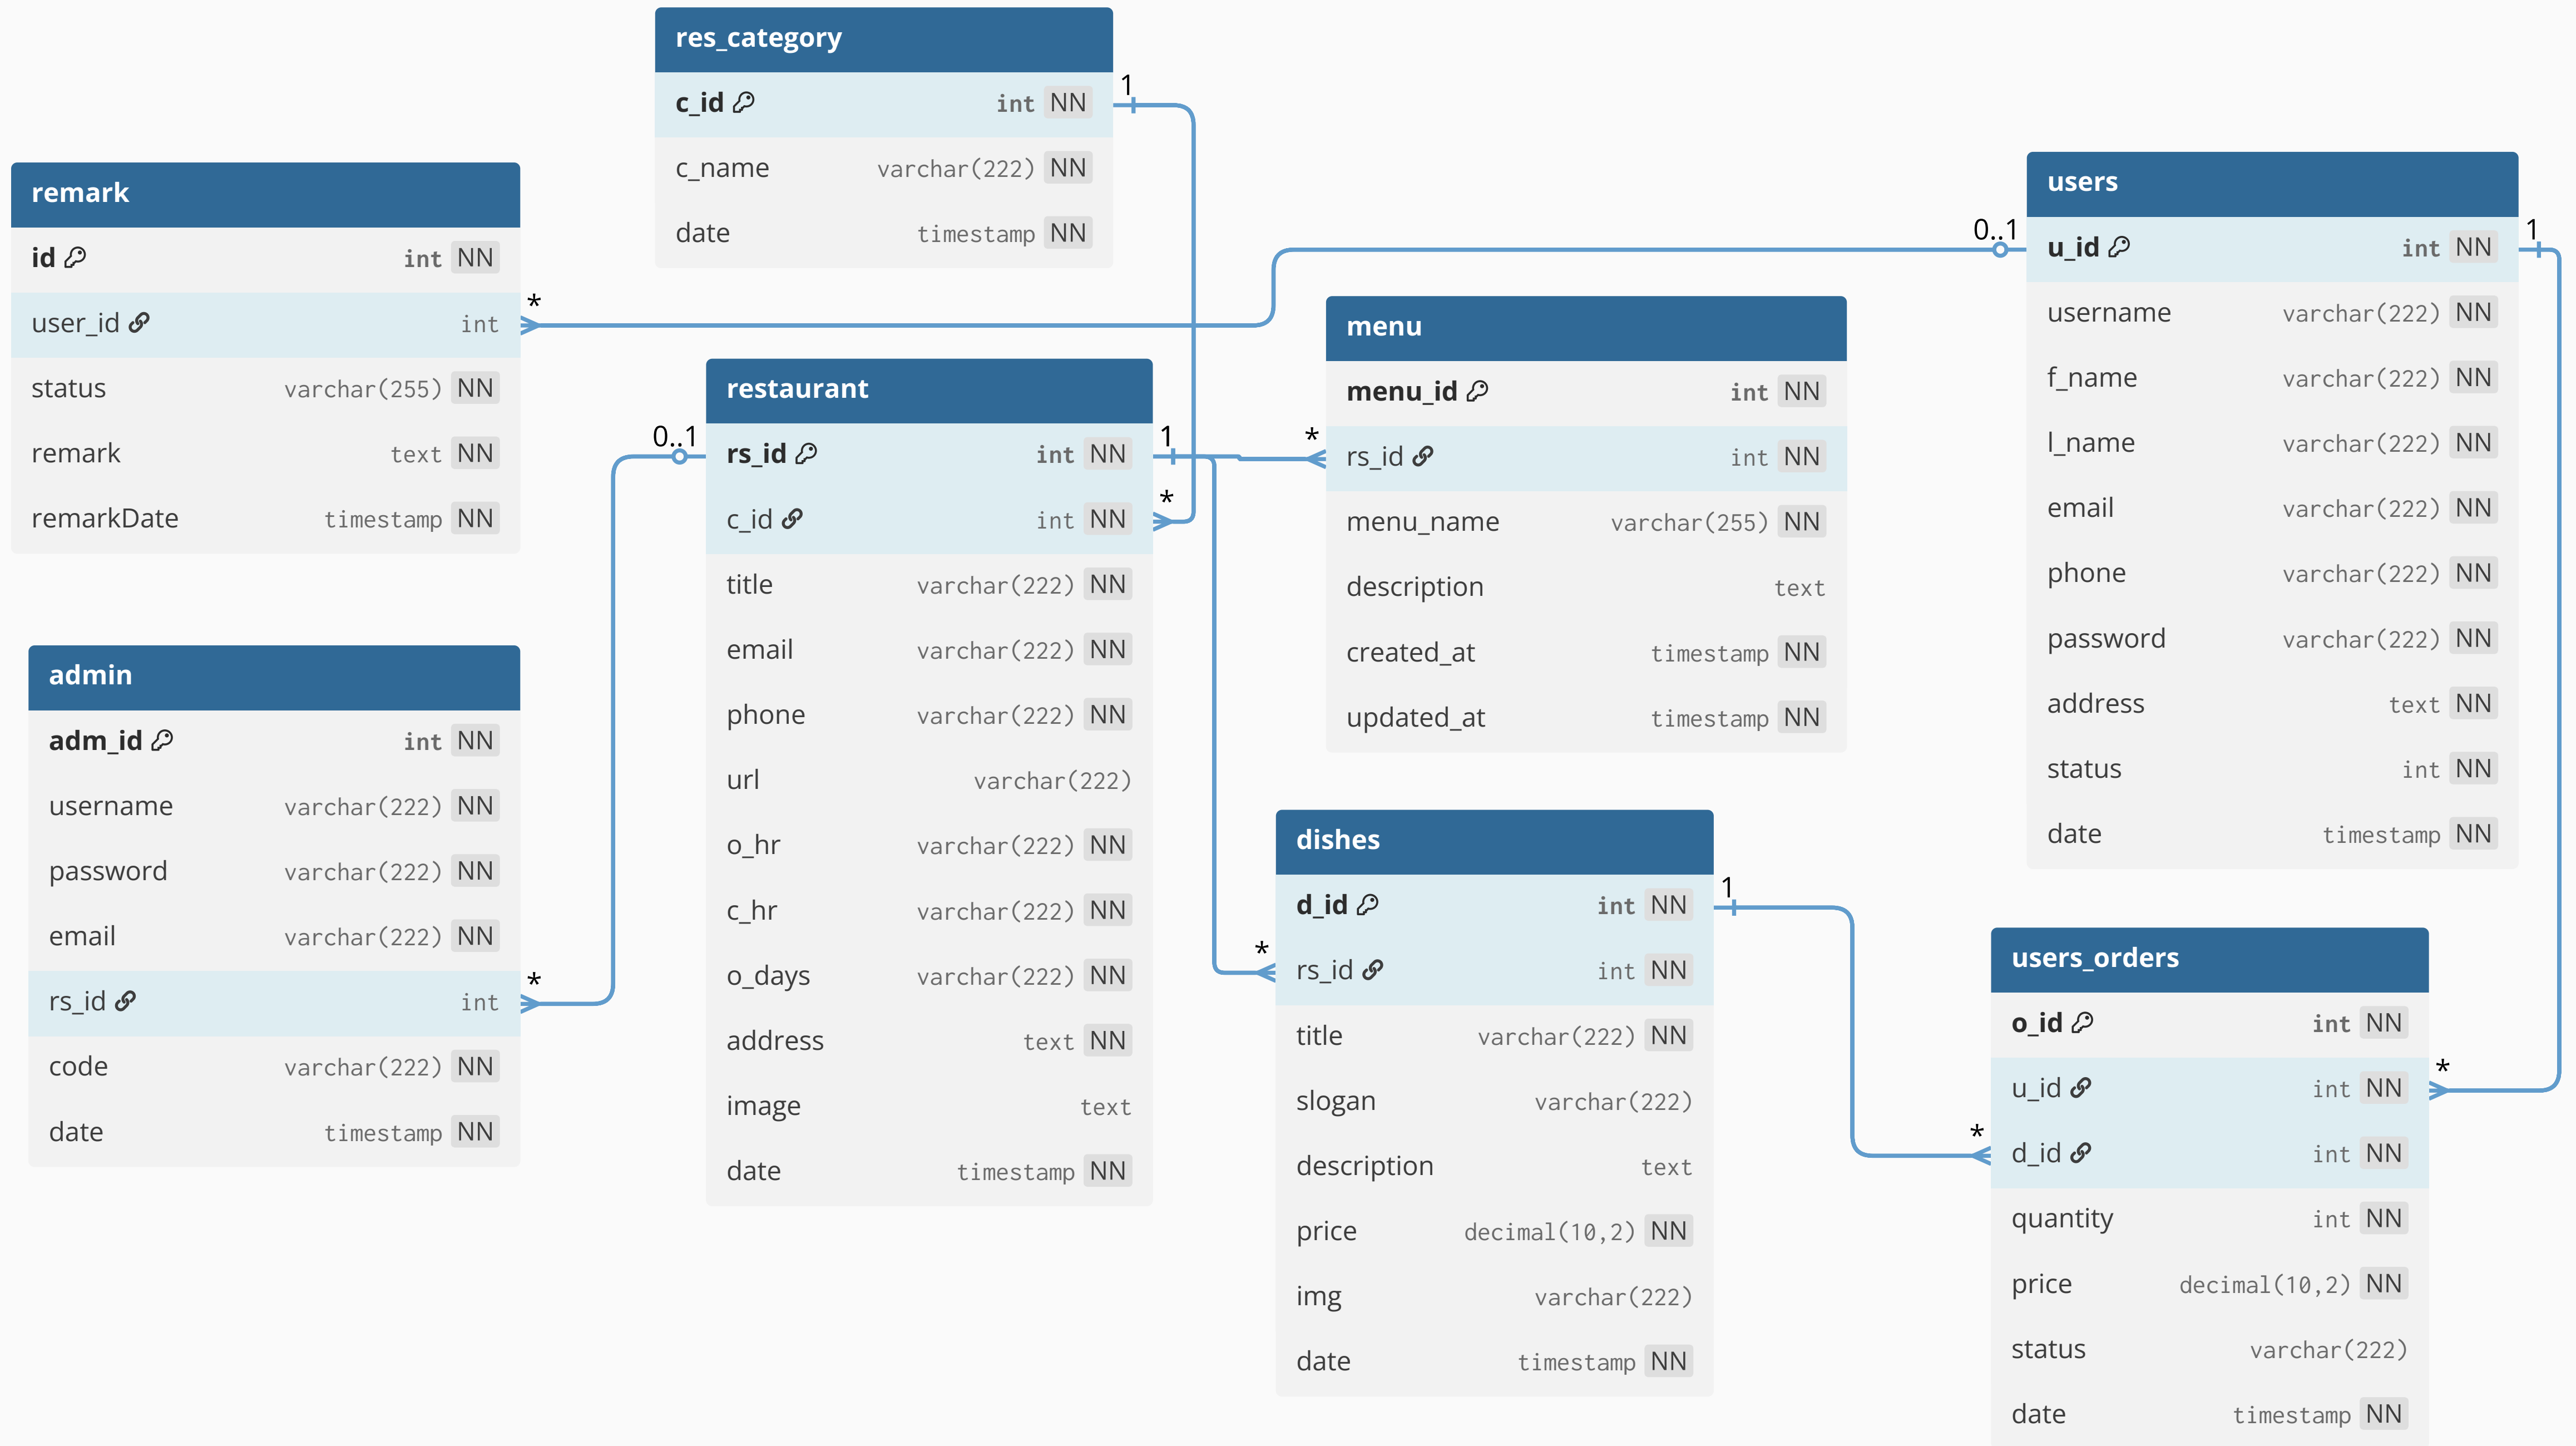 res_category
c_id int NN
c_name varchar(222) NN
date timestamp NN
1
remark
id int NN
user_id int
status varchar(255) NN
remark text NN
remarkDate timestamp NN
*
admin
adm_id int NN
username varchar(222) NN
password varchar(222) NN
email varchar(222) NN
rs_id int
code varchar(222) NN
date timestamp NN
*
restaurant
0..1
1
rs_id int NN
*
c_id int NN
title varchar(222) NN
email varchar(222) NN
phone varchar(222) NN
url varchar(222)
o_hr varchar(222) NN
c_hr varchar(222) NN
o_days varchar(222) NN
address text NN
image text
date timestamp NN
menu
menu_id int NN
*
rs_id int NN
menu_name varchar(255) NN
description text
created_at timestamp NN
updated_at timestamp NN
dishes
1
d_id int NN
*
rs_id int NN
title varchar(222) NN
slogan varchar(222)
description text
price decimal(10,2) NN
img varchar(222)
date timestamp NN
users
0..1
1
u_id int NN
username varchar(222) NN
f_name varchar(222) NN
l_name varchar(222) NN
email varchar(222) NN
phone varchar(222) NN
password varchar(222) NN
address text NN
status int NN
date timestamp NN
users_orders
o_id int NN
*
u_id int NN
*
d_id int NN
quantity int NN
price decimal(10,2) NN
status varchar(222)
date timestamp NN